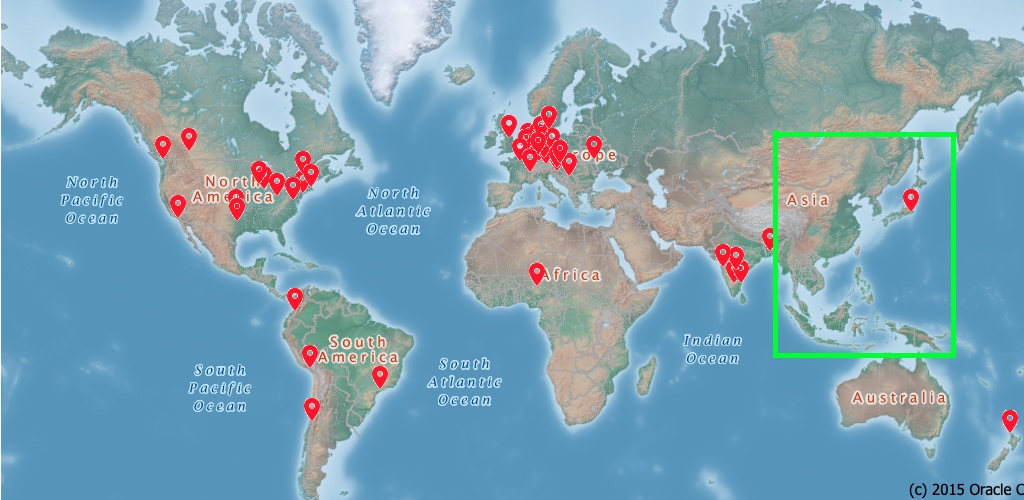 North
Pacific
Ocean
North
America
North
Atlantic
Ocean
Asia
Africa
Indian
Ocean
South
America
South
Pacific
Ocean
South
Atlantic
Ocean
Australia
(c) 2015 Oracle C